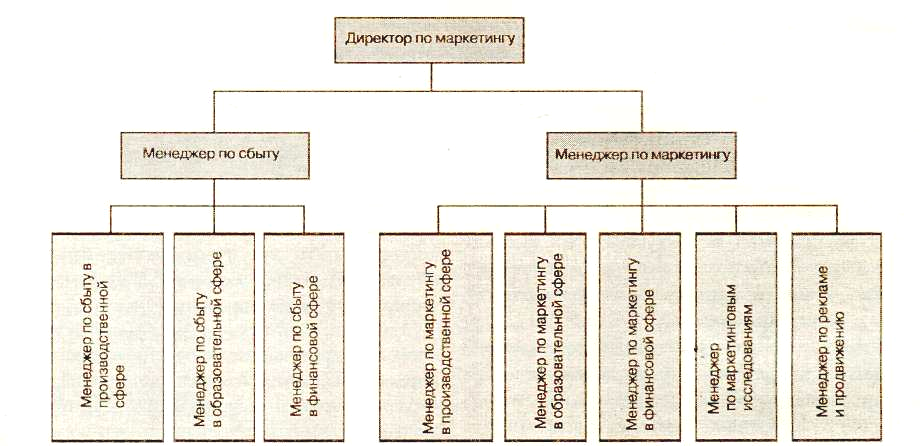 Директор по маркетингу
Менеджер по сбыту
Менеджер по маркетингу
Менеджер по сбыту в
производственной
сфере
Менеджер по сбыту
в образовательной сфере
Менеджер по сбыту
в финансовой сфере
Менеджер по маркетингу
в производственной сфере
Менеджер по маркетингу
в образовательной сфере
Менеджер по маркетингу
в финансовой сфере
Менеджер
по маркетинговым
исследованиям
Менеджер по рекламе
и продвижению